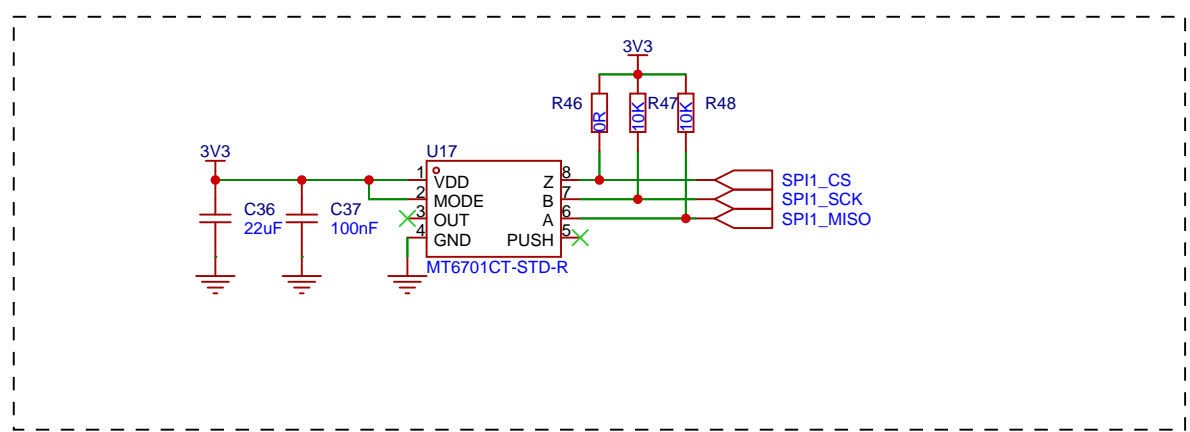 3V3
R46
R47
R48
0R
10K
10K
3V3
U17
1
VDD
2
MODE
3
OUT
4
GND
8
Z
7
B
6
A
5
PUSH
MT6701CT-STD-R
C36
22uF
C37
100nF
SPI1_CS
SPI1_SCK
SPI1_MISO